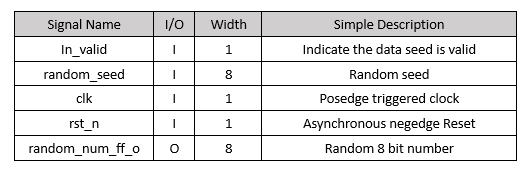 Signal Name I/O Width Simple Description
In_valid I 1 Indicate the data seed is valid
random_seed I 8 Random seed
clk I 1 Posedge triggered clock
rst_n I 1 Asynchronous negedge Reset
random_num_ff_o O 8 Random 8 bit number